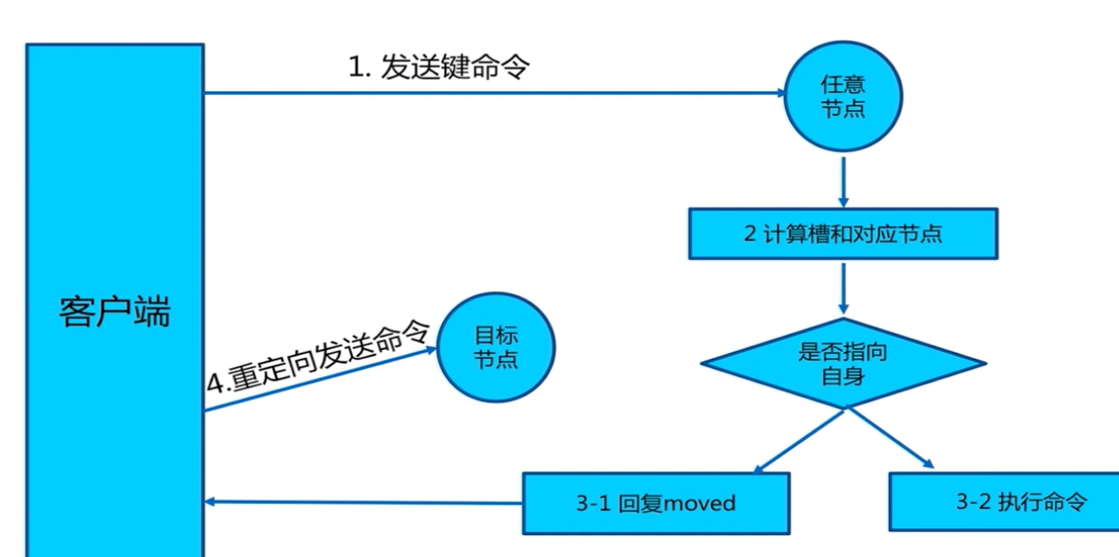 1. 发送键命令
任意
节点
2 计算槽和对应节点
客户端
4.重定向发送命令
目标
节点
是否指向
自身
3-1 回复moved
3-2 执行命令